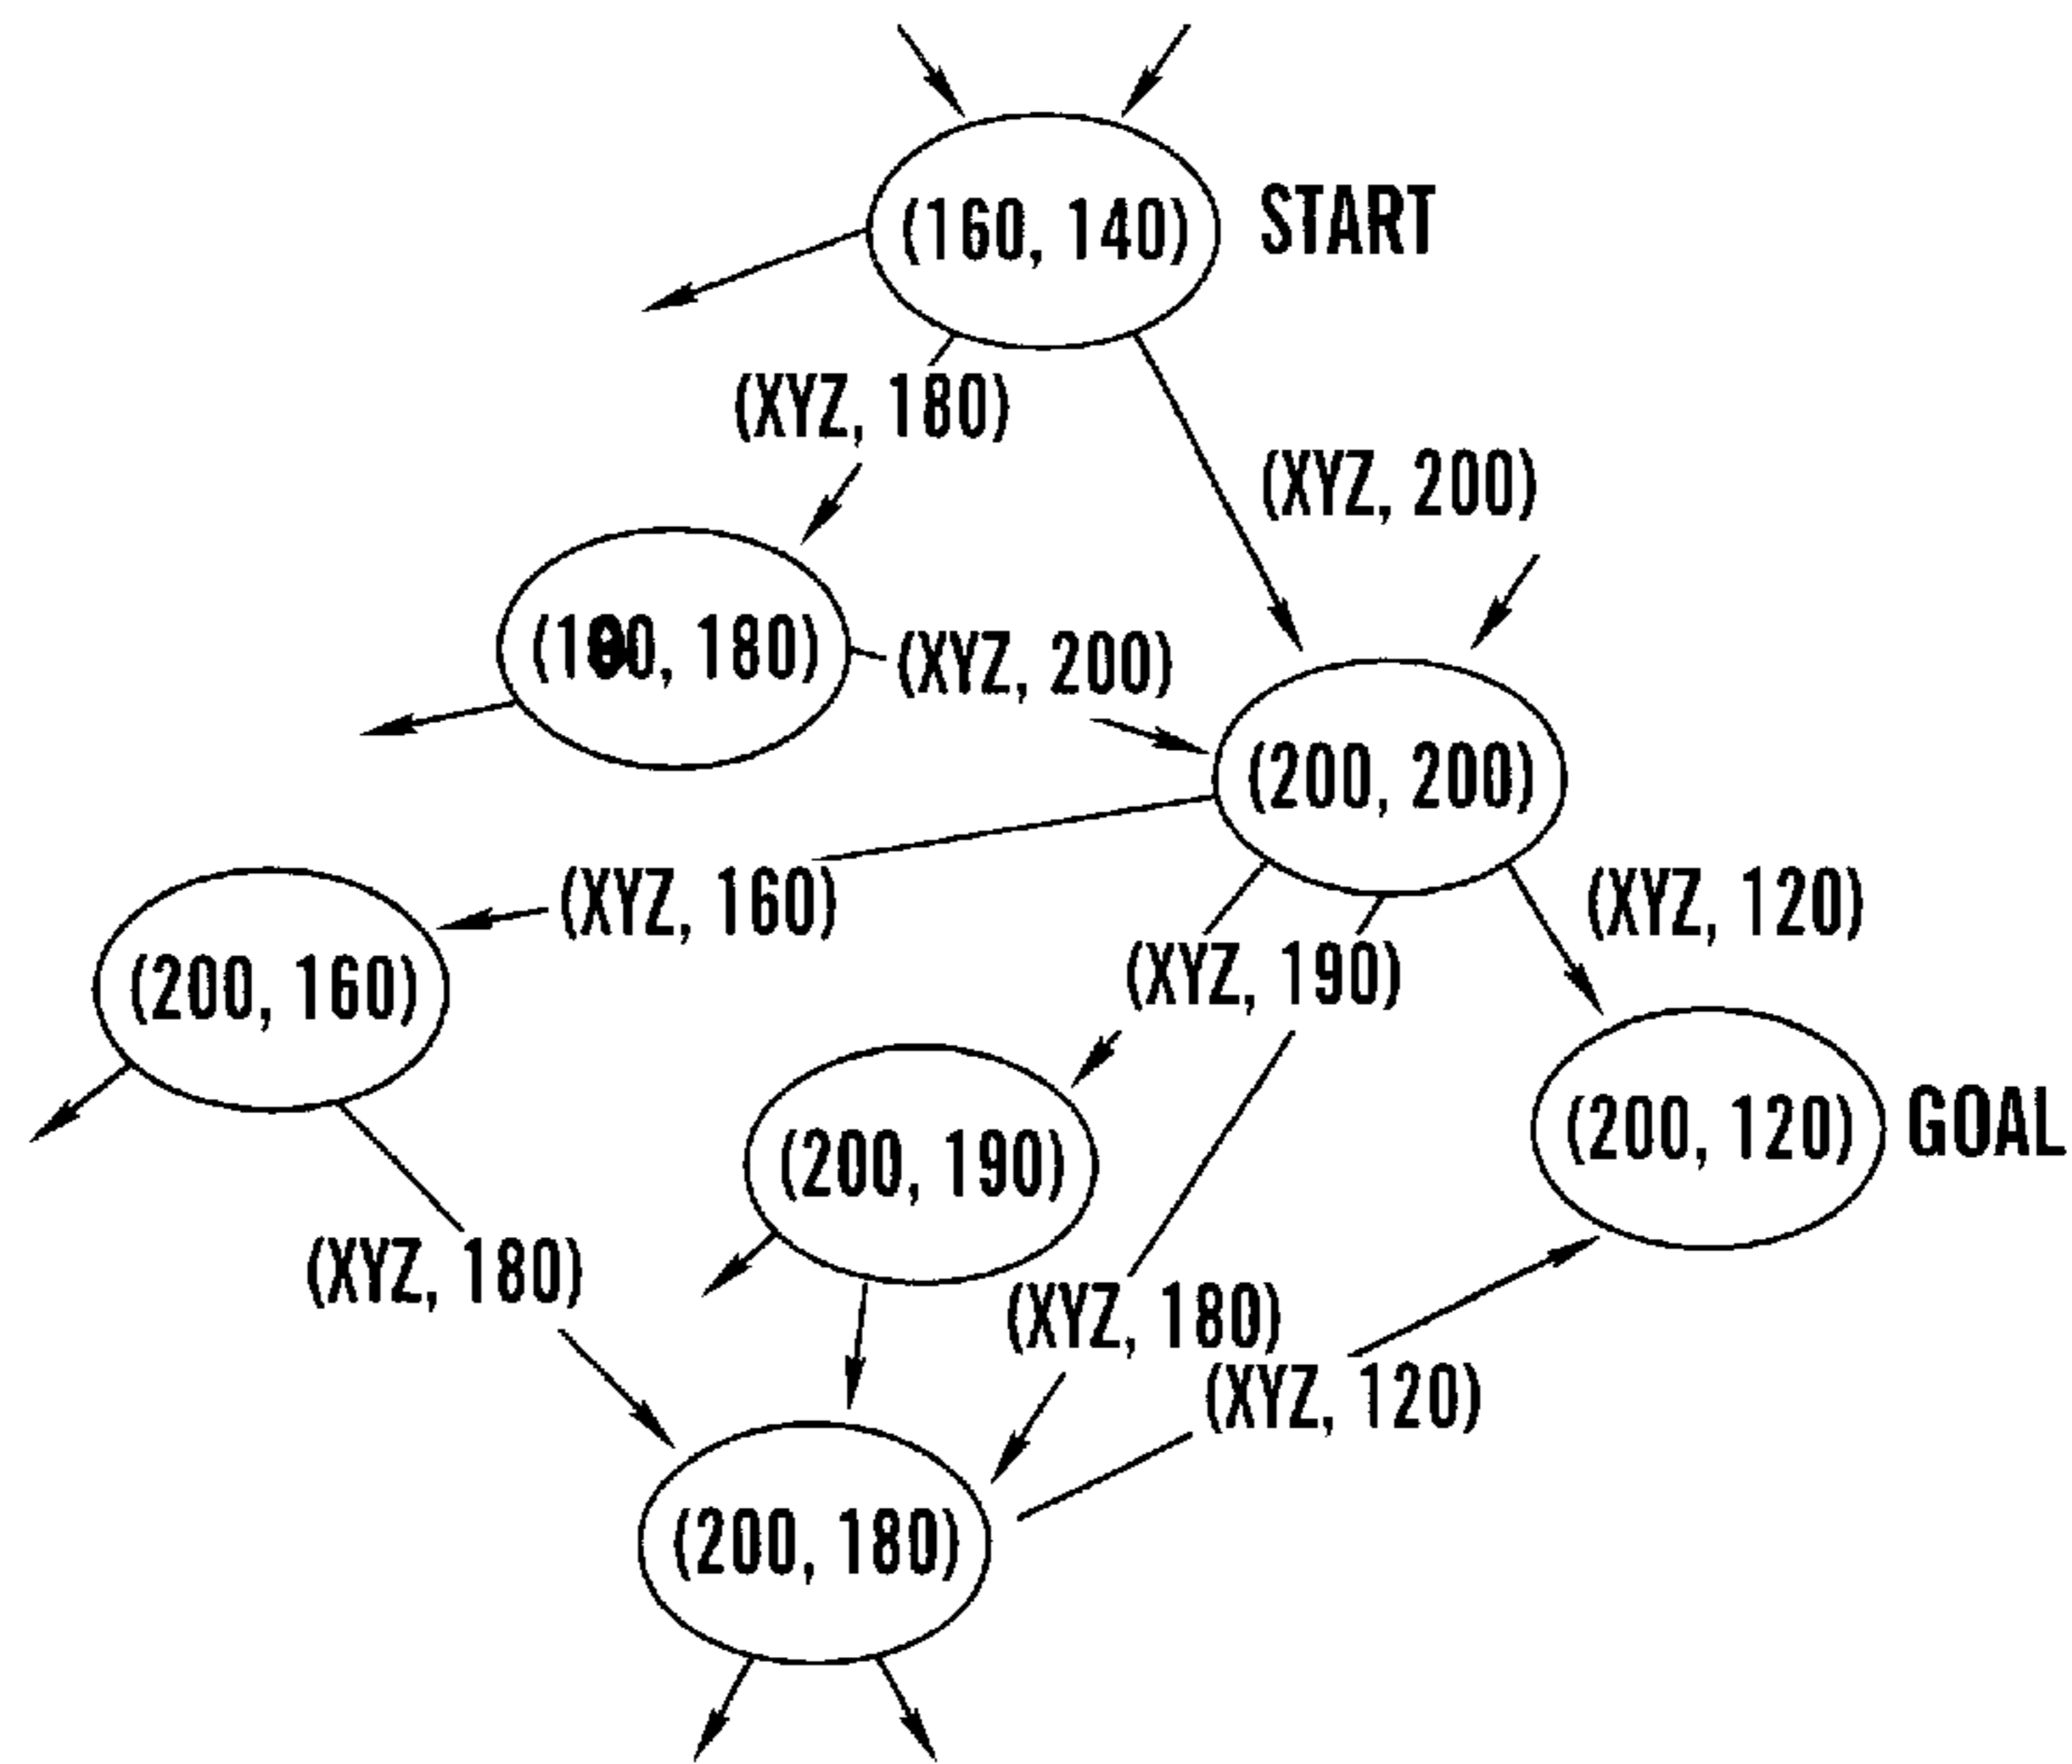 (160, 140) START
(XYZ, 180)
(XYZ, 200)
180)
(XYZ, 200)
(200, 200)
(XYZ, 160)
(XYZ, 120)
(XYZ, 190)
(200, 160)
(200, 120) GOAL
(200, 190)
(XYZ, 180)
(XYZ, 180)
(XYZ, 120)
(200, 180)